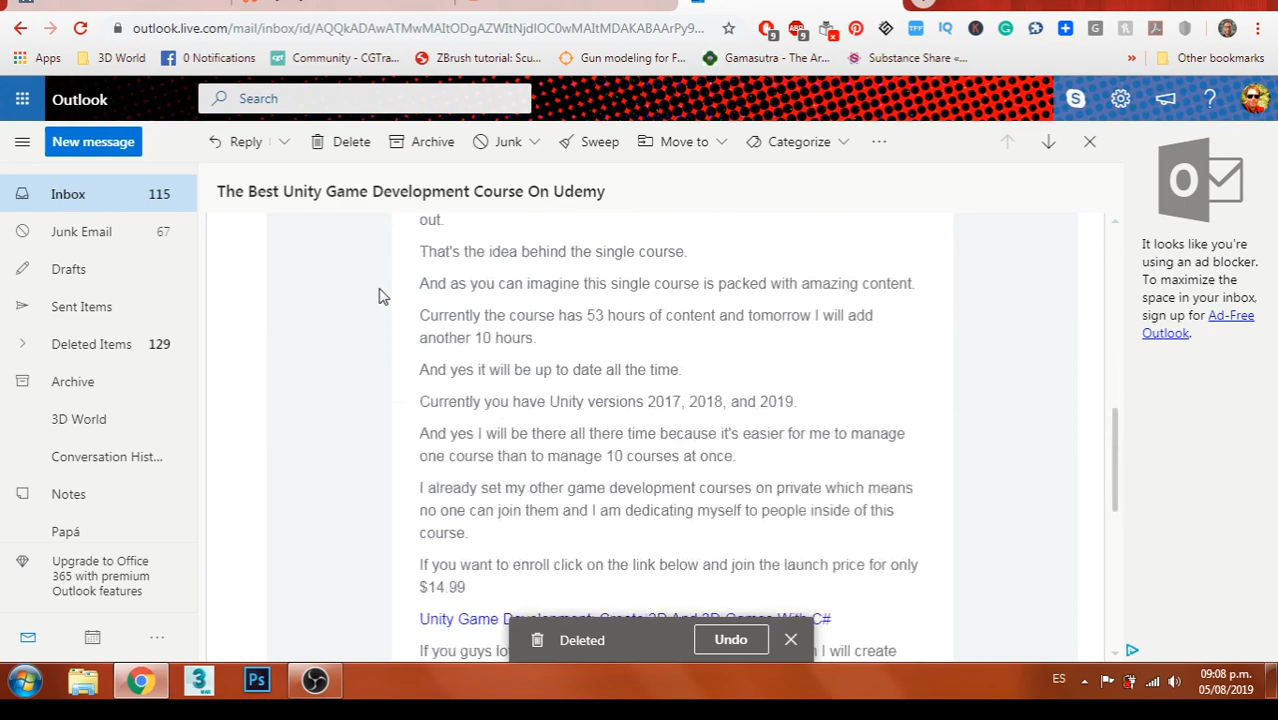 outlook.live.com/mail/inbox/id/AQQkADAwATMwMAItODgAZWItNjdlOC0wMAItMDAKABAArPy9...
9
9
Apps
3D World
0 Notifications
Community - CGTra...
ZBrush tutorial: Scu...
Gun modeling for F...
Gamasutra - The Ar...
Substance Share «...
»
Other bookmarks
Outlook
Search
New message
Reply
Delete
Archive
Junk
Sweep
Move to
Categorize
...
Inbox 115
The Best Unity Game Development Course On Udemy
Junk Email 67
Drafts
Sent Items
Deleted Items 129
Archive
3D World
Conversation Hist...
Notes
Papá
Upgrade to Office
365 with premium
Outlook features
out.
That's the idea behind the single course.
And as you can imagine this single course is packed with amazing content.
Currently the course has 53 hours of content and tomorrow I will add
another 10 hours.
And yes it will be up to date all the time.
Currently you have Unity versions 2017, 2018, and 2019.
And yes I will be there all there time because it's easier for me to manage
one course than to manage 10 courses at once.
I already set my other game development courses on private which means
no one can join them and I am dedicating myself to people inside of this
course.
If you want to enroll click on the link below and join the launch price for only
$14.99
Unity Game Development: Create 2D And 3D Games With C#
If you guys lo
I will create
Deleted
Undo
It looks like you're
using an ad blocker.
To maximize the
space in your inbox,
sign up for Ad-Free
Outlook.
ES
09:08 p.m.
05/08/2019